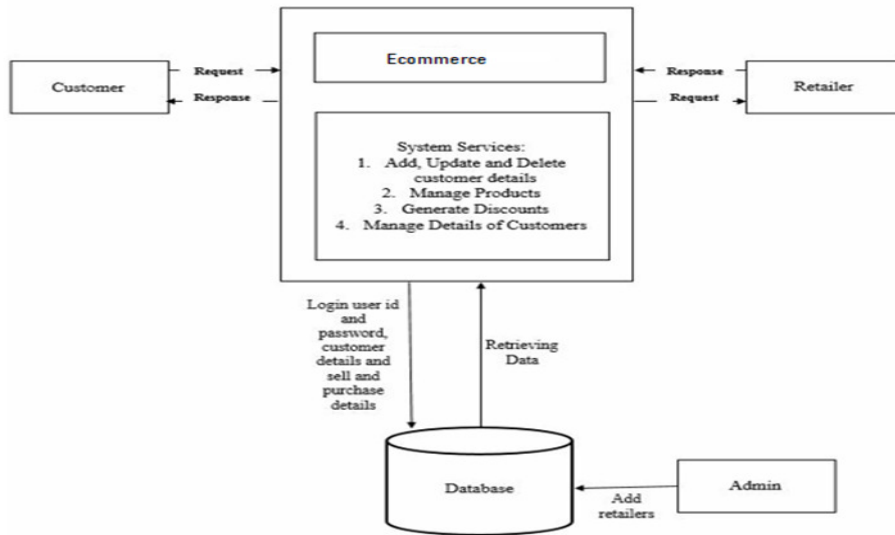 Ecommerce
Customer
Request
Response
Response
Request
Retailer
System Services:
1. Add, Update and Delete
customer details
2. Manage Products
3. Generate Discounts
4. Manage Details of Customers
Login user id
and
password,
customer
details and
sell and
purchase
details
Retrieving
Data
Database
Add
retailers
Admin